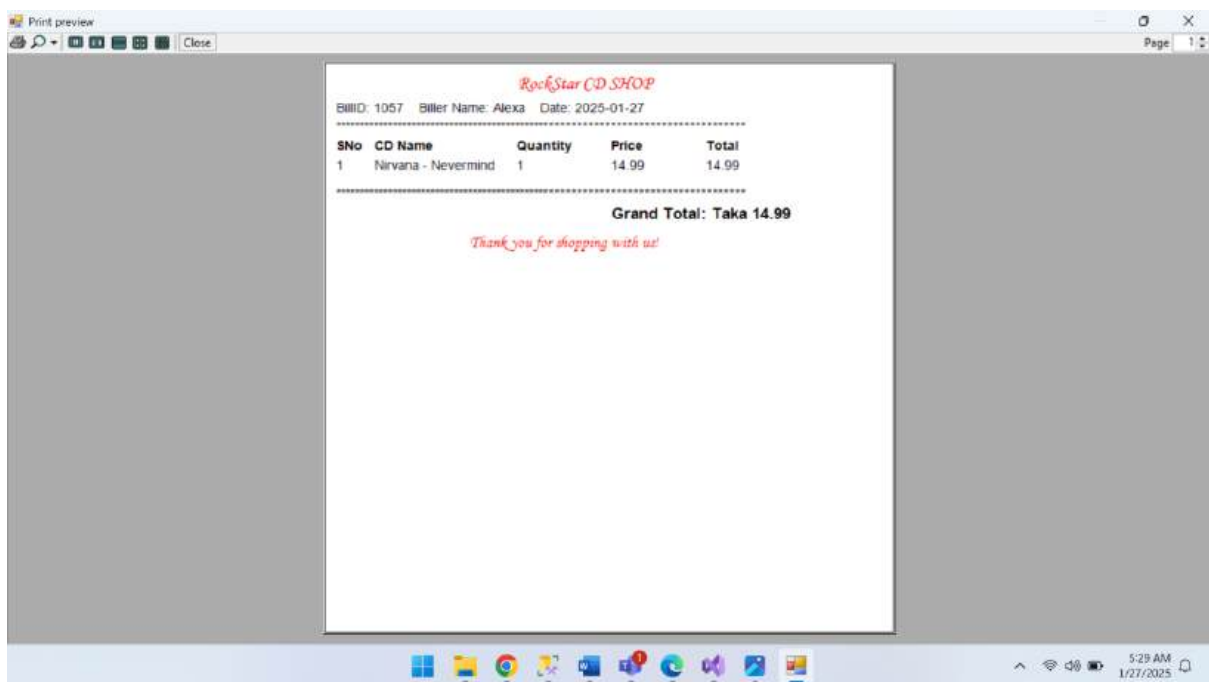 Print preview
Close
Page 1
RockStar CD SHOP
BillID: 1057 Biller Name: Alexa Date: 2025-01-27
SNo CD Name Quantity Price Total
1 Nirvana - Nevermind 1 14.99 14.99
Grand Total: Taka 14.99
Thank you for shopping with us!
5:29 AM
1/27/2025